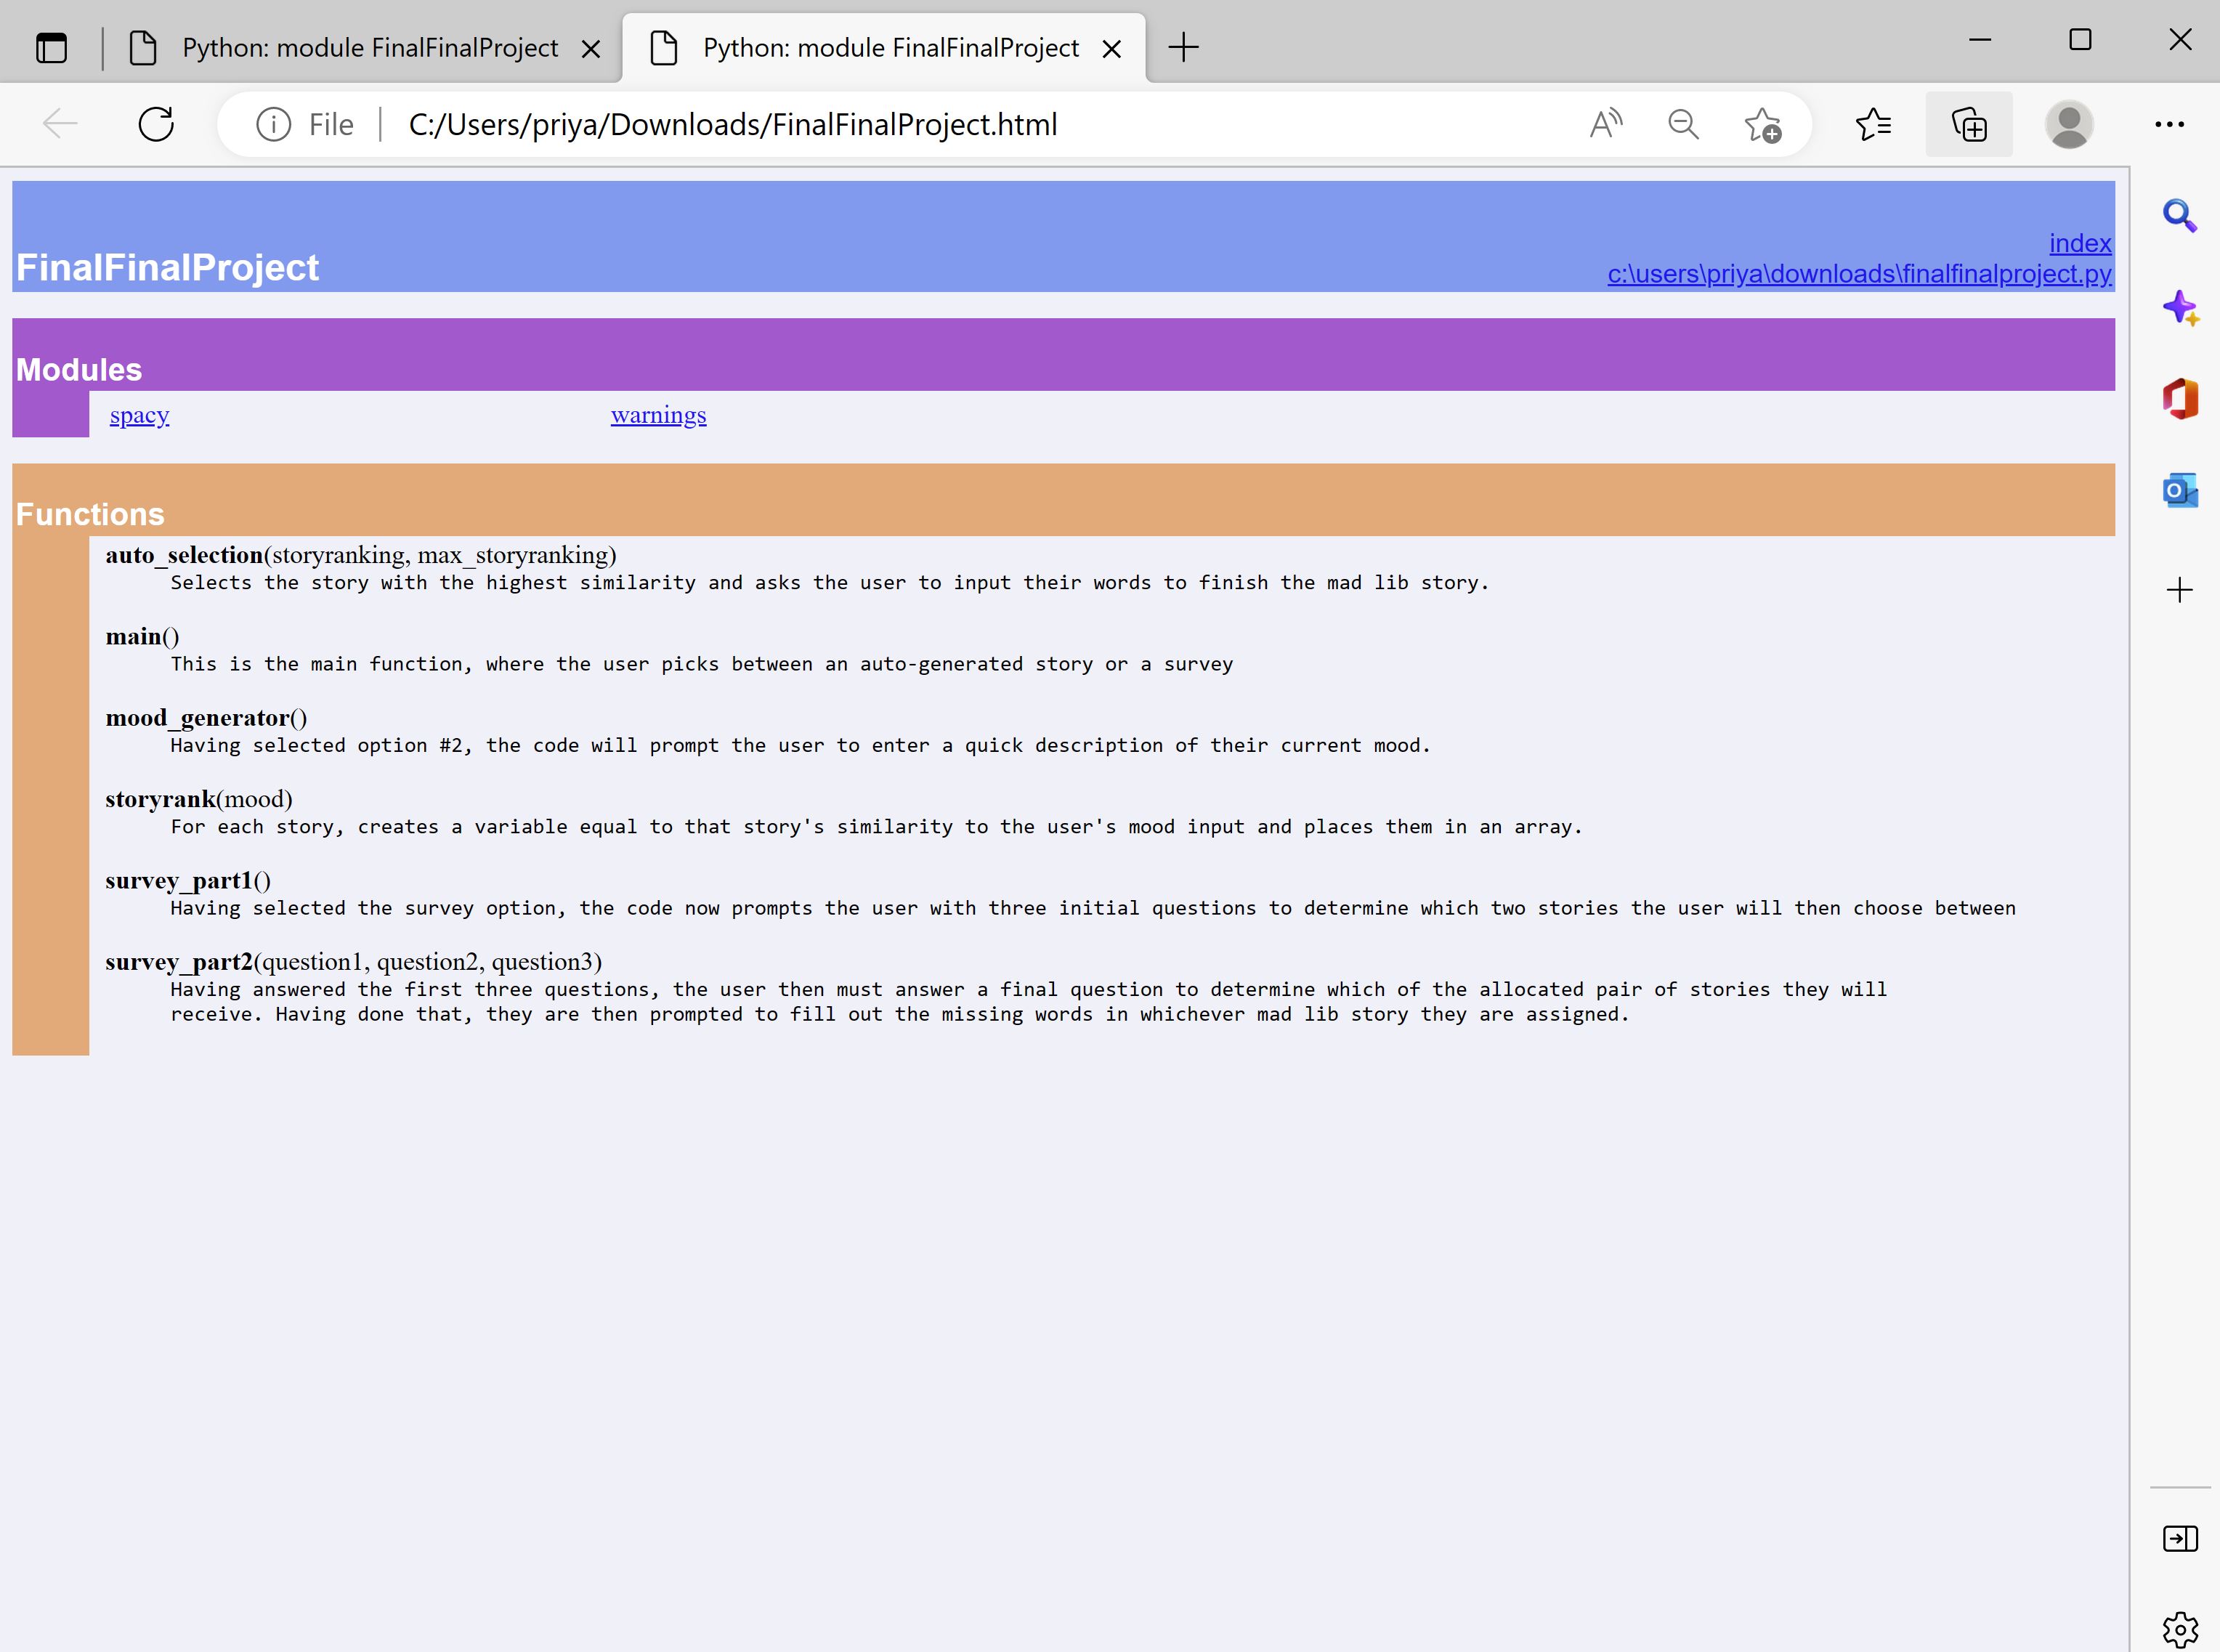 Python: module FinalFinalProject
Python: module FinalFinalProject
File
C:/Users/priya/Downloads/FinalFinalProject.html
index
FinalFinalProject
c:\users\priya\downloads\finalfinalproject.py
Modules
spacy warnings
Functions
auto_selection(storyranking, max_storyranking)
Selects the story with the highest similarity and asks the user to input their words to finish the mad lib story.
main()
This is the main function, where the user picks between an auto-generated story or a survey
mood_generator()
Having selected option #2, the code will prompt the user to enter a quick description of their current mood.
storyrank(mood)
For each story, creates a variable equal to that story's similarity to the user's mood input and places them in an array.
survey_part1()
Having selected the survey option, the code now prompts the user with three initial questions to determine which two stories the user will then choose between
survey_part2(question1, question2, question3)
Having answered the first three questions, the user then must answer a final question to determine which of the allocated pair of stories they will
receive. Having done that, they are then prompted to fill out the missing words in whichever mad lib story they are assigned.